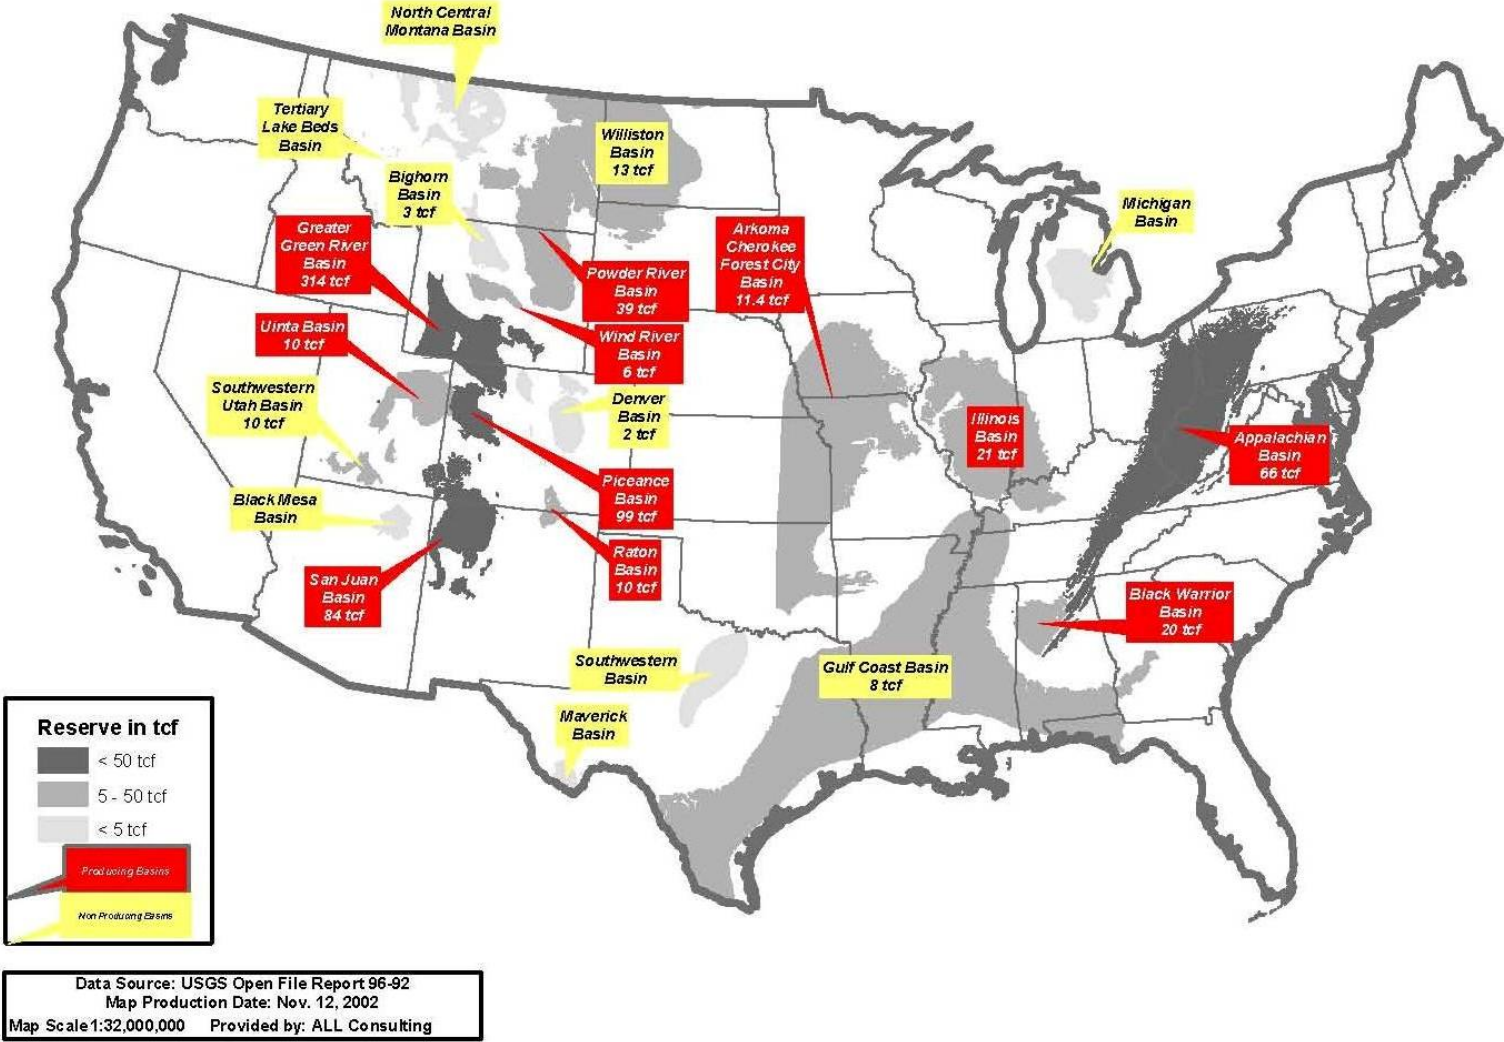 North Central
Montana Basin
Tertiary
Lake Beds
Basin
Williston
Basin
13 tcf
Bighorn
Basin
3 tcf
Michigan
Basin
Greater
Green River
Basin
314 tcf
Arkoma
Cherokee
Forest City
Basin
11.4 tcf
Powder River
Basin
39 tcf
Uinta Basin
10 tcf
Wind River
Basin
6 tcf
Southwestern
Utah Basin
10 tcf
Denver
Basin
2 tcf
Illinois
Basin
21 tcf
Appalachian
Basin
66 tcf
Black Mesa
Basin
Piceance
Basin
99 tcf
San Juan
Basin
84 tcf
Raton
Basin
10 tcf
Black Warrior
Basin
20 tcf
Southwestern
Basin
Gulf Coast Basin
8 tcf
Maverick
Basin
Reserve in tcf
< 50 tcf
5 - 50 tcf
< 5 tcf
Producing Basins
Non Producing Basins
Data Source: USGS Open File Report 96-92
Map Production Date: Nov. 12, 2002
Map Scale 1:32,000,000 Provided by: ALL Consulting